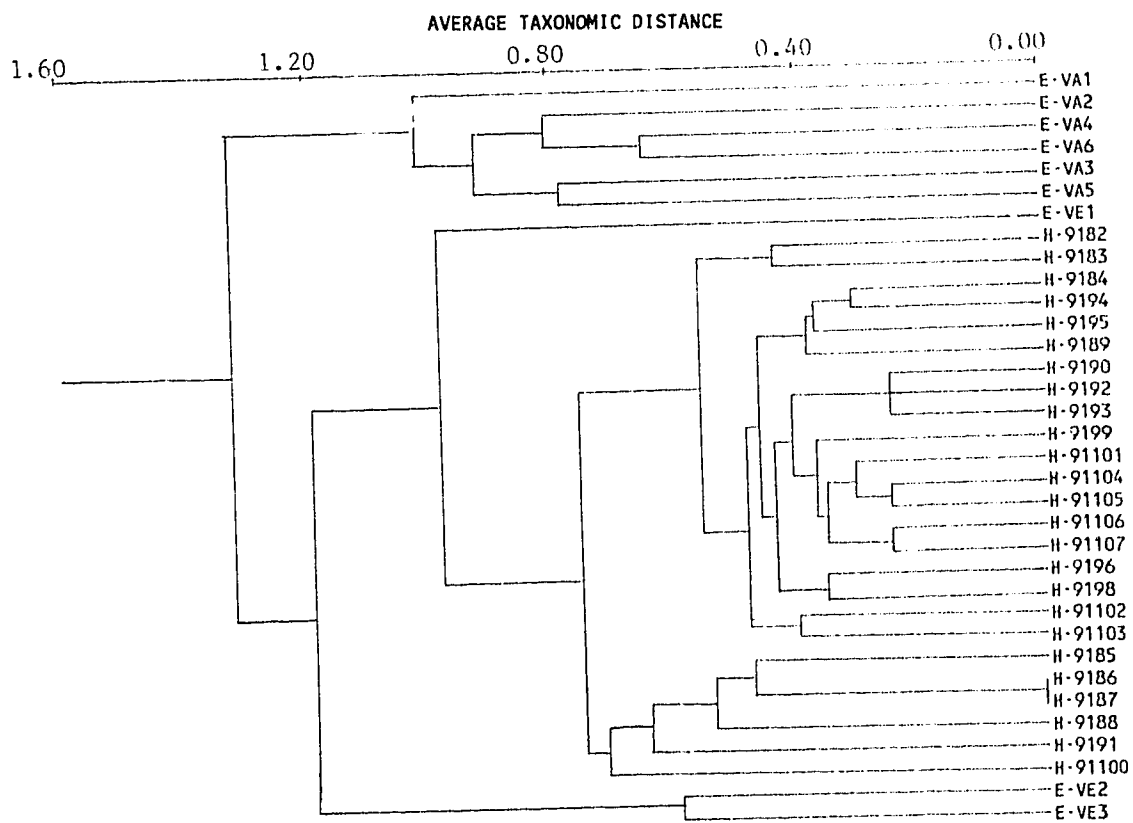 AVERAGE TAXONOMIC DISTANCE
1.60 1.20 0.80 0.40 0.00
E-VA1
E-VA2
E-VA4
E-VA6
E-VA3
E-VA5
E-VE1
H-9182
H-9183
H-9184
H-9194
H-9195
H-9189
H-9190
H-9192
H-9193
H-9199
H-91101
H-91104
H-91105
H-91106
H-91107
H-9196
H-9198
H-91102
H-91103
H-9185
H-9186
H-9187
H-9188
H-9191
H-91100
E-VE2
E-VE3